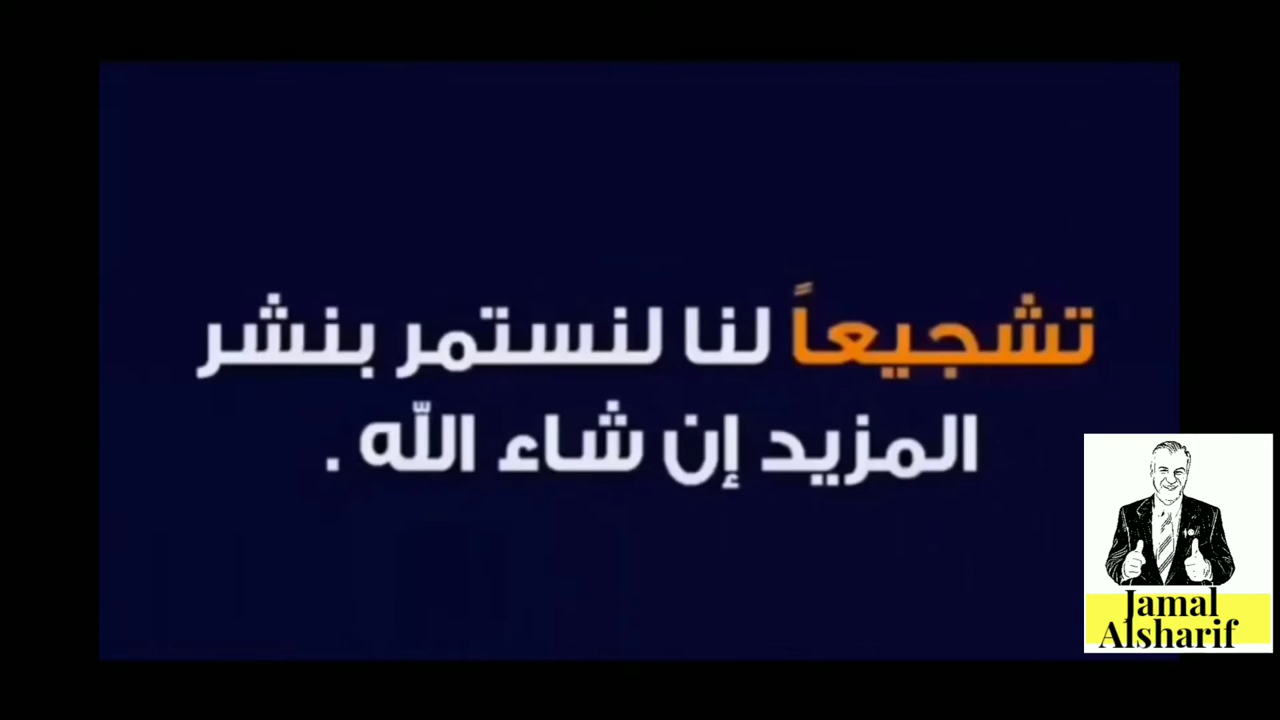 تشجيعاً لنا لنستمر بنشر
المزيد إن شاء الله .
Jamal
Alsharif